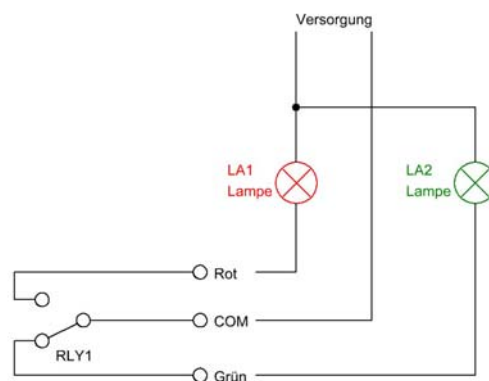 Versorgung
LA1
Lampe
LA2
Lampe
Rot
COM
RLY1
Grün